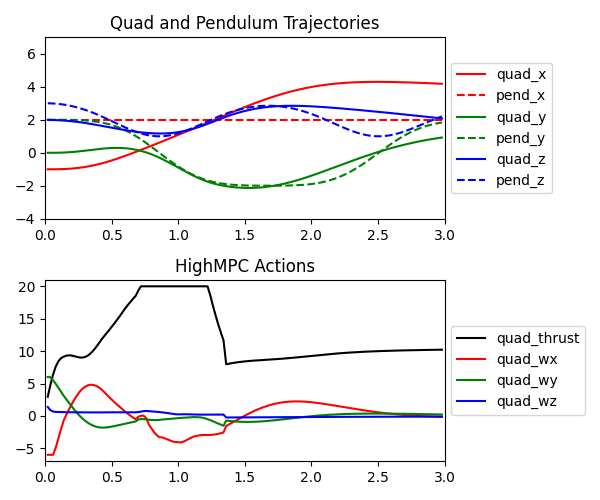 Quad and Pendulum Trajectories
6
4
2
0
−2
−4
0.0 0.5 1.0 1.5 2.0 2.5 3.0
quad_x
pend_x
quad_y
pend_y
quad_z
pend_z
HighMPC Actions
20
15
10
5
0
−5
0.0 0.5 1.0 1.5 2.0 2.5 3.0
quad_thrust
quad_wx
quad_wy
quad_wz